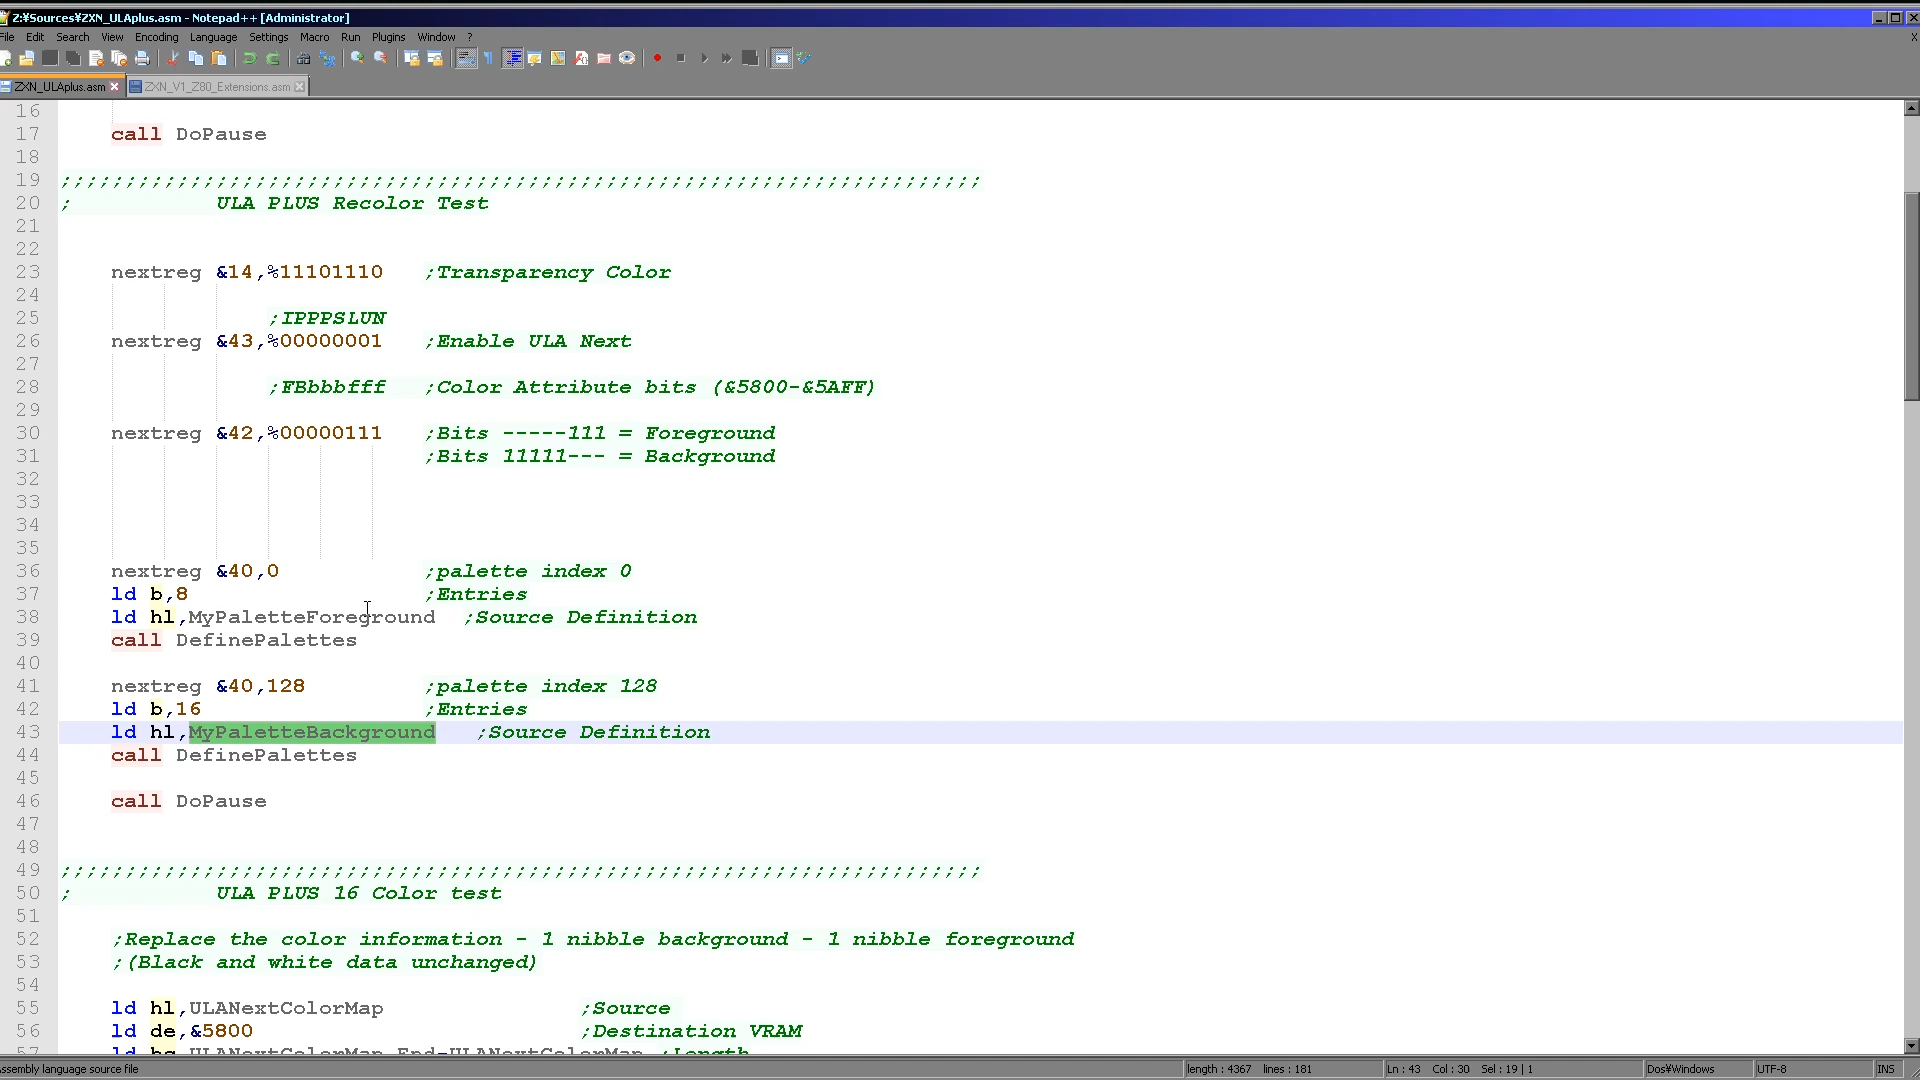 Z:¥Sources¥ZXN_ULAplus.asm - Notepad++ [Administrator]
File Edit Search View Encoding Language Settings Macro Run Plugins Window ? X
ZXN_ULAplus.asm ZXN_V1_Z80_Extensions.asm
16
17 call DoPause
18
19 ;;;;;;;;;;;;;;;;;;;;;;;;;;;;;;;;;;;;;;;;;;;;;;;;;;;;;;;;;;;;;;;;;;;;;;;
20 ; ULA PLUS Recolor Test
21
22
23 nextreg &14,%11101110 ;Transparency Color
24
25 ;IPPPSLUN
26 nextreg &43,%00000001 ;Enable ULA Next
27
28 ;FBbbbfff ;Color Attribute bits (&5800-&5AFF)
29
30 nextreg &42,%00000111 ;Bits -----111 = Foreground
31 ;Bits 11111--- = Background
32
33
34
35
36 nextreg &40,0 ;palette index 0
37 ld b,8 ;Entries
38 ld hl,MyPaletteForeground ;Source Definition
39 call DefinePalettes
40
41 nextreg &40,128 ;palette index 128
42 ld b,16 ;Entries
43 ld hl,MyPaletteBackground ;Source Definition
44 call DefinePalettes
45
46 call DoPause
47
48
49 ;;;;;;;;;;;;;;;;;;;;;;;;;;;;;;;;;;;;;;;;;;;;;;;;;;;;;;;;;;;;;;;;;;;;;;;
50 ; ULA PLUS 16 Color test
51
52 ;Replace the color information - 1 nibble background - 1 nibble foreground
53 ;(Black and white data unchanged)
54
55 ld hl,ULANextColorMap ;Source
56 ld de,&5800 ;Destination VRAM
57 ld bc,ULANextColorMap_End-ULANextColorMap ;Length
ssembly language source file length : 4367 lines : 181 Ln : 43 Col : 30 Sel : 19 | 1 Dos¥Windows UTF-8 INS